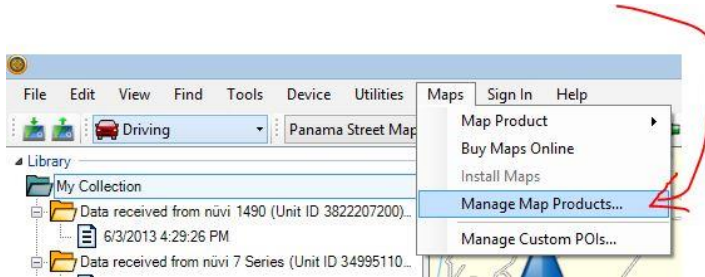 File Edit View Find Tools Device Utilities Maps Sign In Help
Driving Panama Street Map
Map Product
Buy Maps Online
Install Maps
Manage Map Products...
Manage Custom POIs...
Library
My Collection
Data received from nüvi 1490 (Unit ID 3822207200)...
6/3/2013 4:29:26 PM
Data received from nüvi 7 Series (Unit ID 34995110...